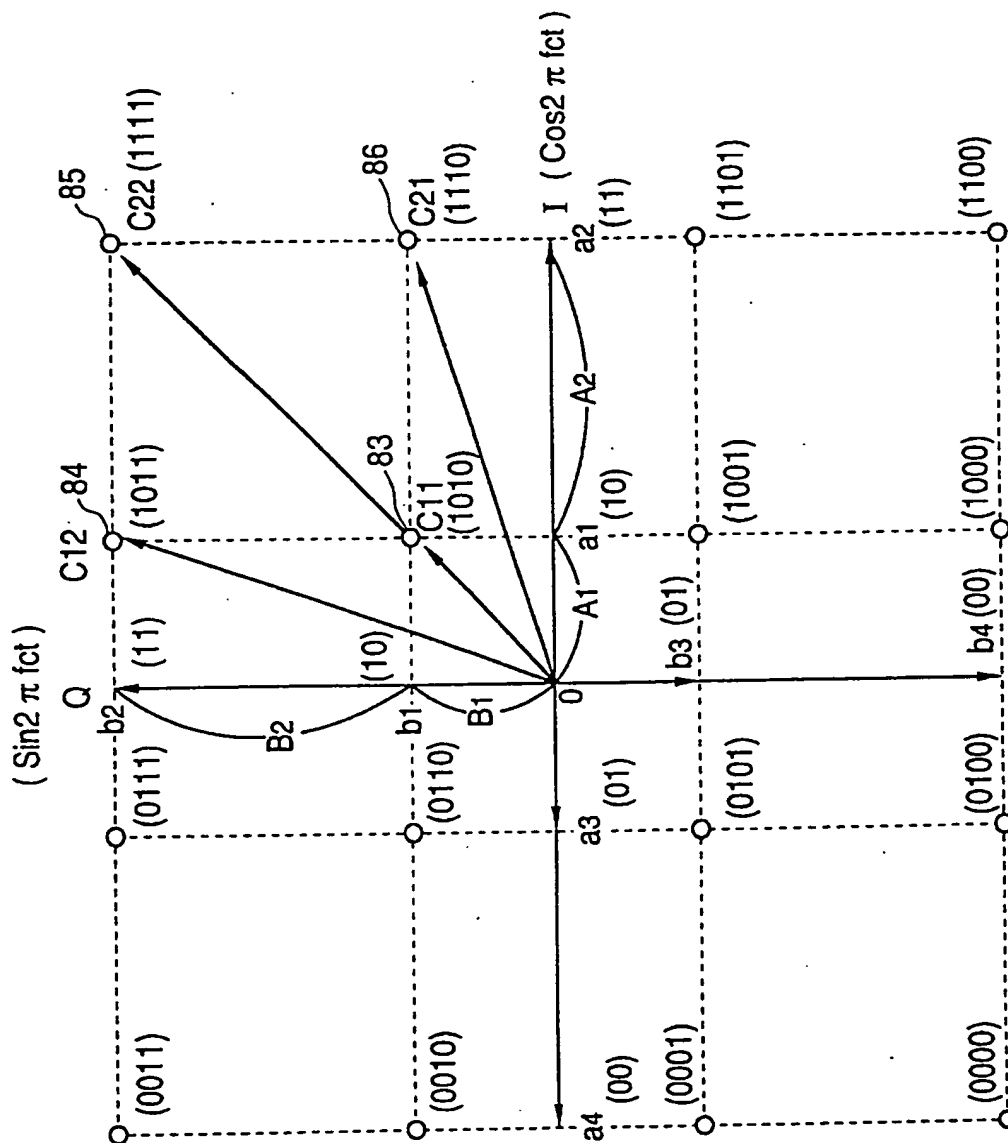 ( Sin2 π fct )
Q
C12
84
85
b2
(11)
(1011)
C22 (1111)
(0011)
(0111)
B2
83
86
b1
(10)
C11
(1010)
C21
(1110)
(0010)
(0110)
B1
0
A1
A2
I ( Cos2 π fct )
a4
(00)
a3
(01)
a1
(10)
a2
(11)
(0001)
(0101)
b3 (01)
(1001)
(1101)
(0000)
(0100)
b4 (00)
(1000)
(1100)